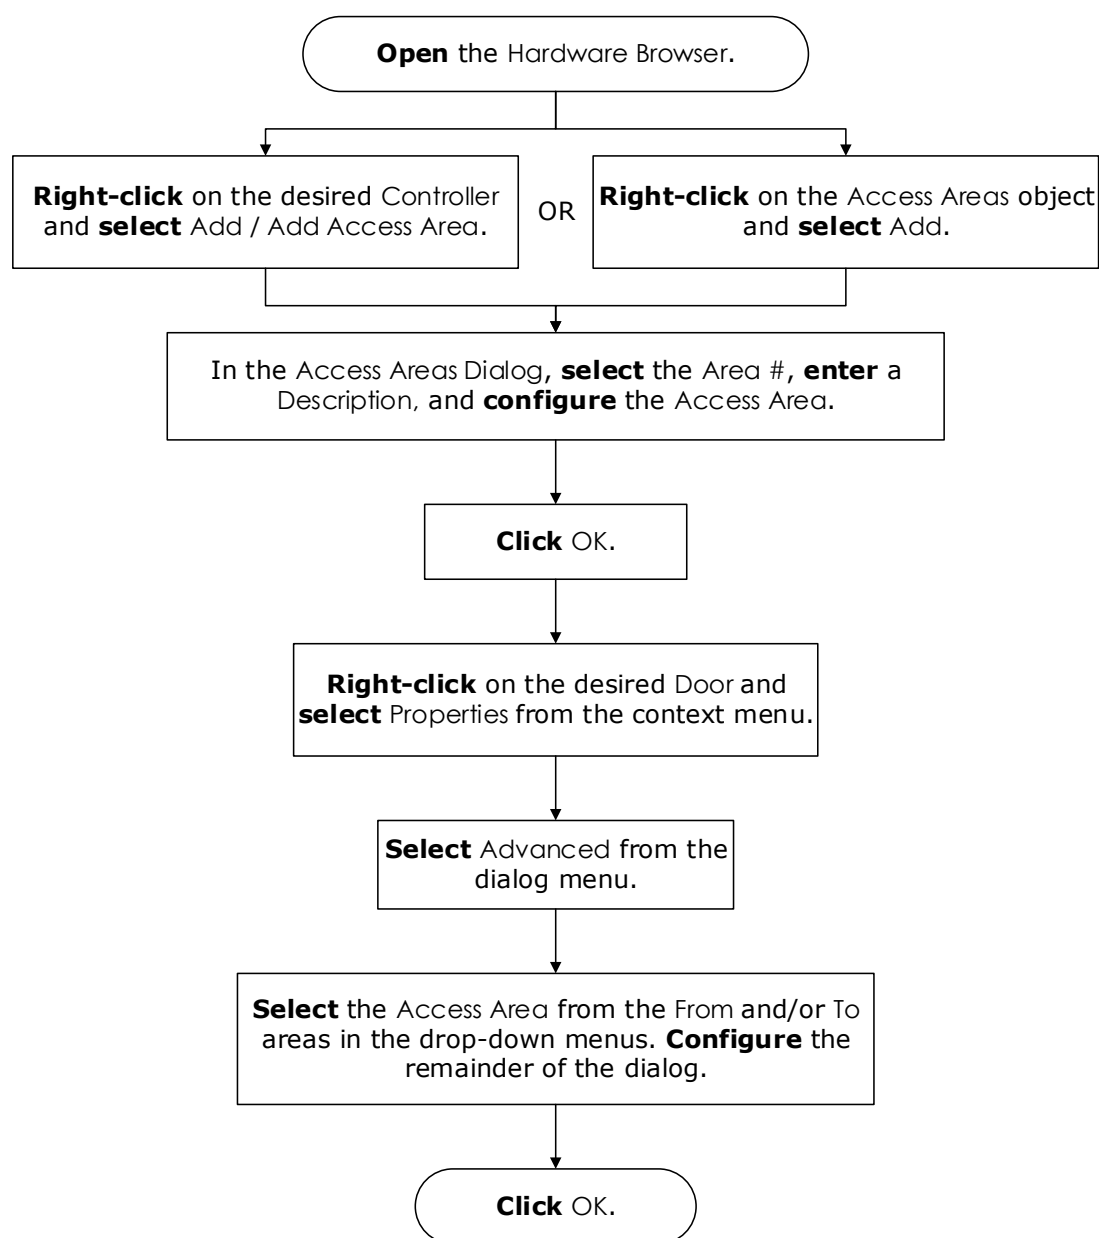 Open the Hardware Browser.
Right-click on the desired Controller
and select Add / Add Access Area.
OR
Right-click on the Access Areas object
and select Add.
In the Access Areas Dialog, select the Area #, enter a
Description, and configure the Access Area.
Click OK.
Right-click on the desired Door and
select Properties from the context menu.
Select Advanced from the
dialog menu.
Select the Access Area from the From and/or To
areas in the drop-down menus. Configure the
remainder of the dialog.
Click OK.